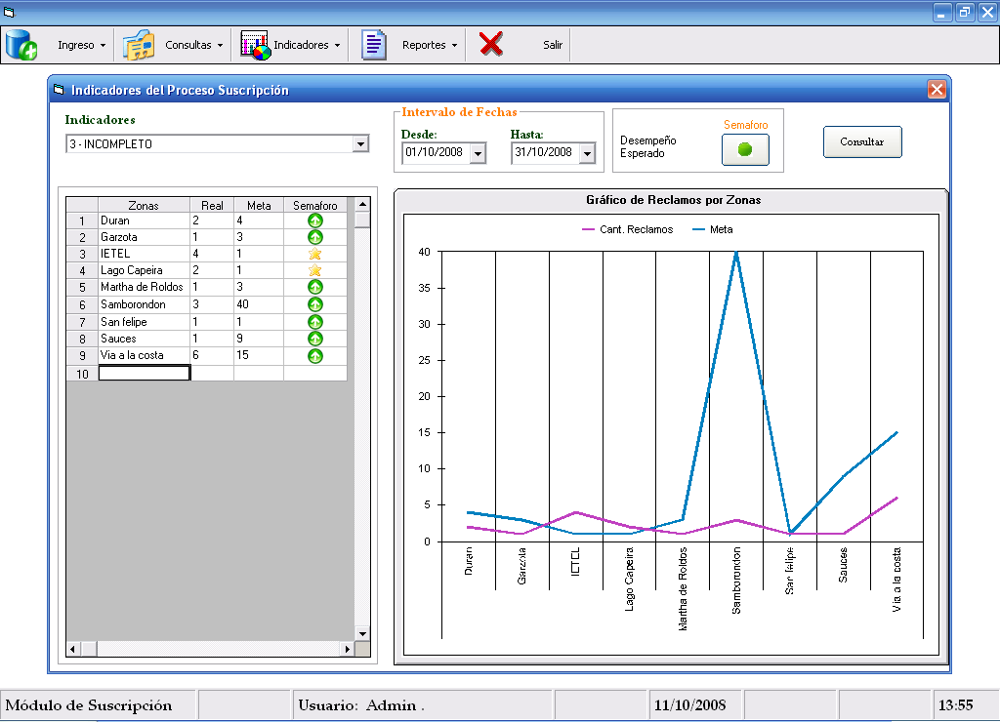 Ingreso Consultas Indicadores Reportes Salir
Indicadores del Proceso Suscripción
Indicadores
3 - INCOMPLETO
Intervalo de Fechas
Desde: Hasta:
01/10/2008 31/10/2008
Desempeño
Esperado
Semaforo
Consultar
Zonas Real Meta Semaforo
1 Duran 2 4
2 Garzota 1 3
3 IETEL 4 1
4 Lago Capeira 2 1
5 Martha de Roldos 1 3
6 Samborondon 3 40
7 San felipe 1 1
8 Sauces 1 9
9 Via a la costa 6 15
10
Gráfico de Reclamos por Zonas
Cant. Reclamos Meta
40
35
30
25
20
15
10
5
0
Duran
Garzota
IETEL
Lago Capeira
Martha de Roldos
Samborondon
San felipe
Sauces
Via a la costa
Módulo de Suscripción Usuario: Admin . 11/10/2008 13:55